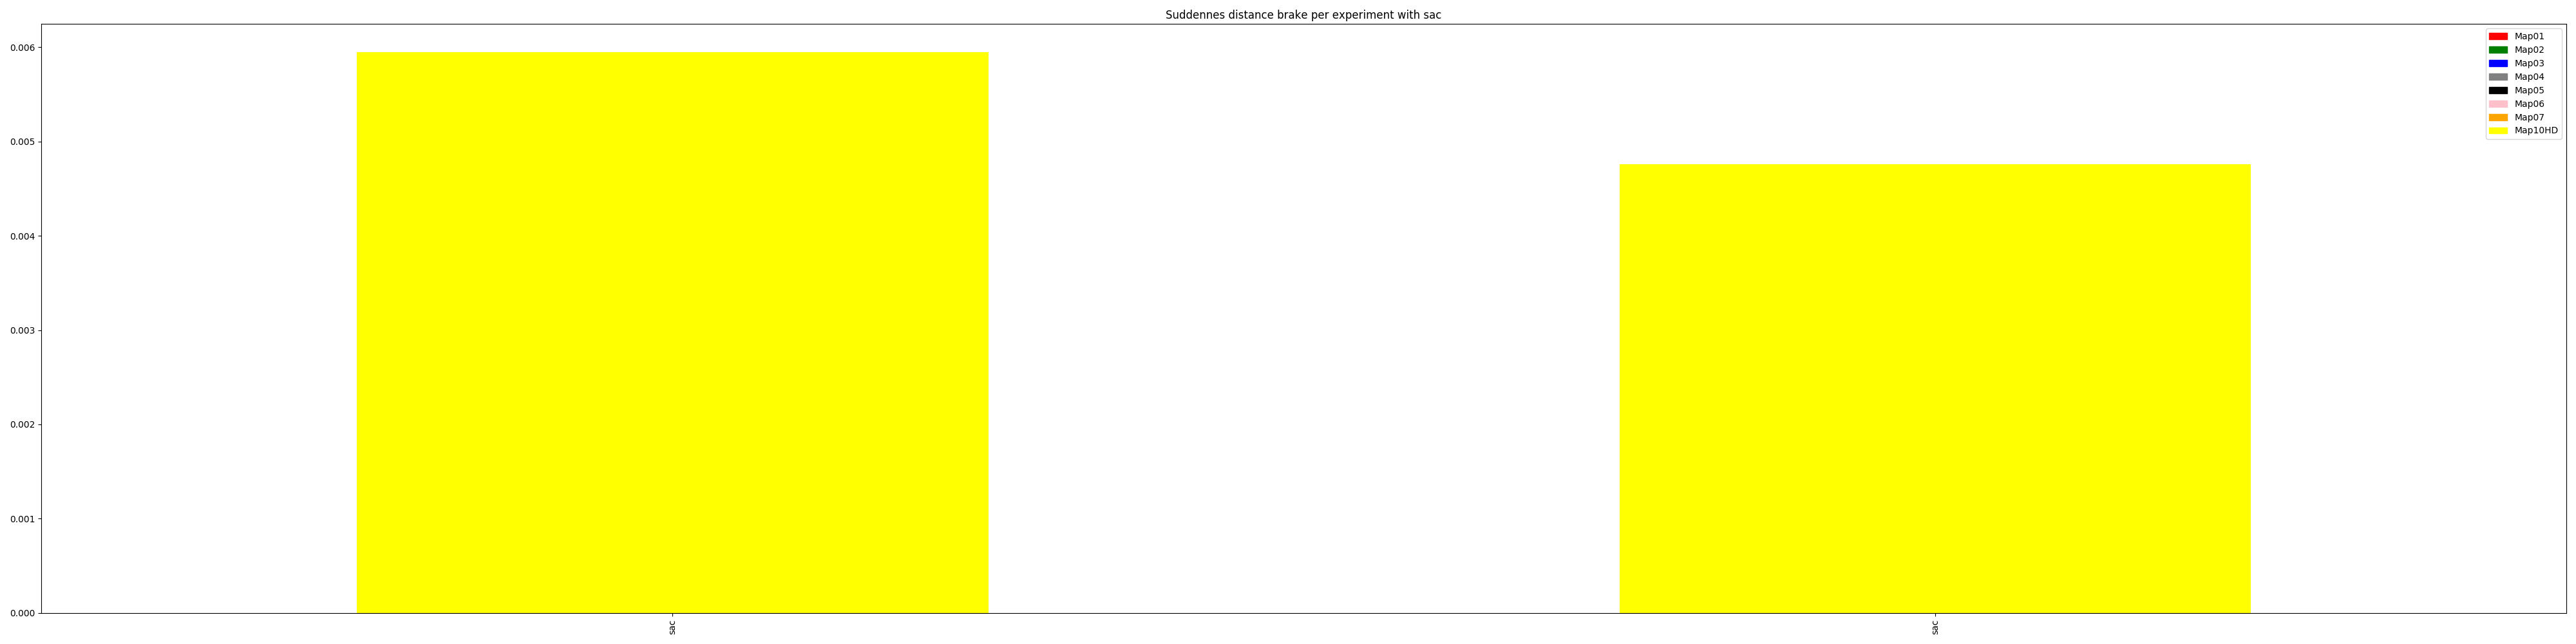 Suddennes distance brake per experiment with sac
0.006
0.005
0.004
0.003
0.002
0.001
0.000
Map01
Map02
Map03
Map04
Map05
Map06
Map07
Map10HD
sac
sac